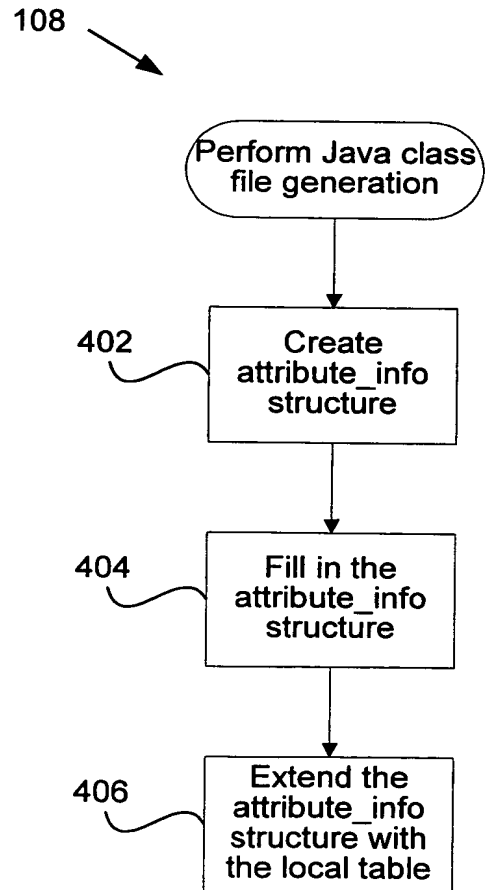 108
Perform Java class
file generation
402
Create
attribute_info
structure
404
Fill in the
attribute_info
structure
406
Extend the
attribute_info
structure with
the local table